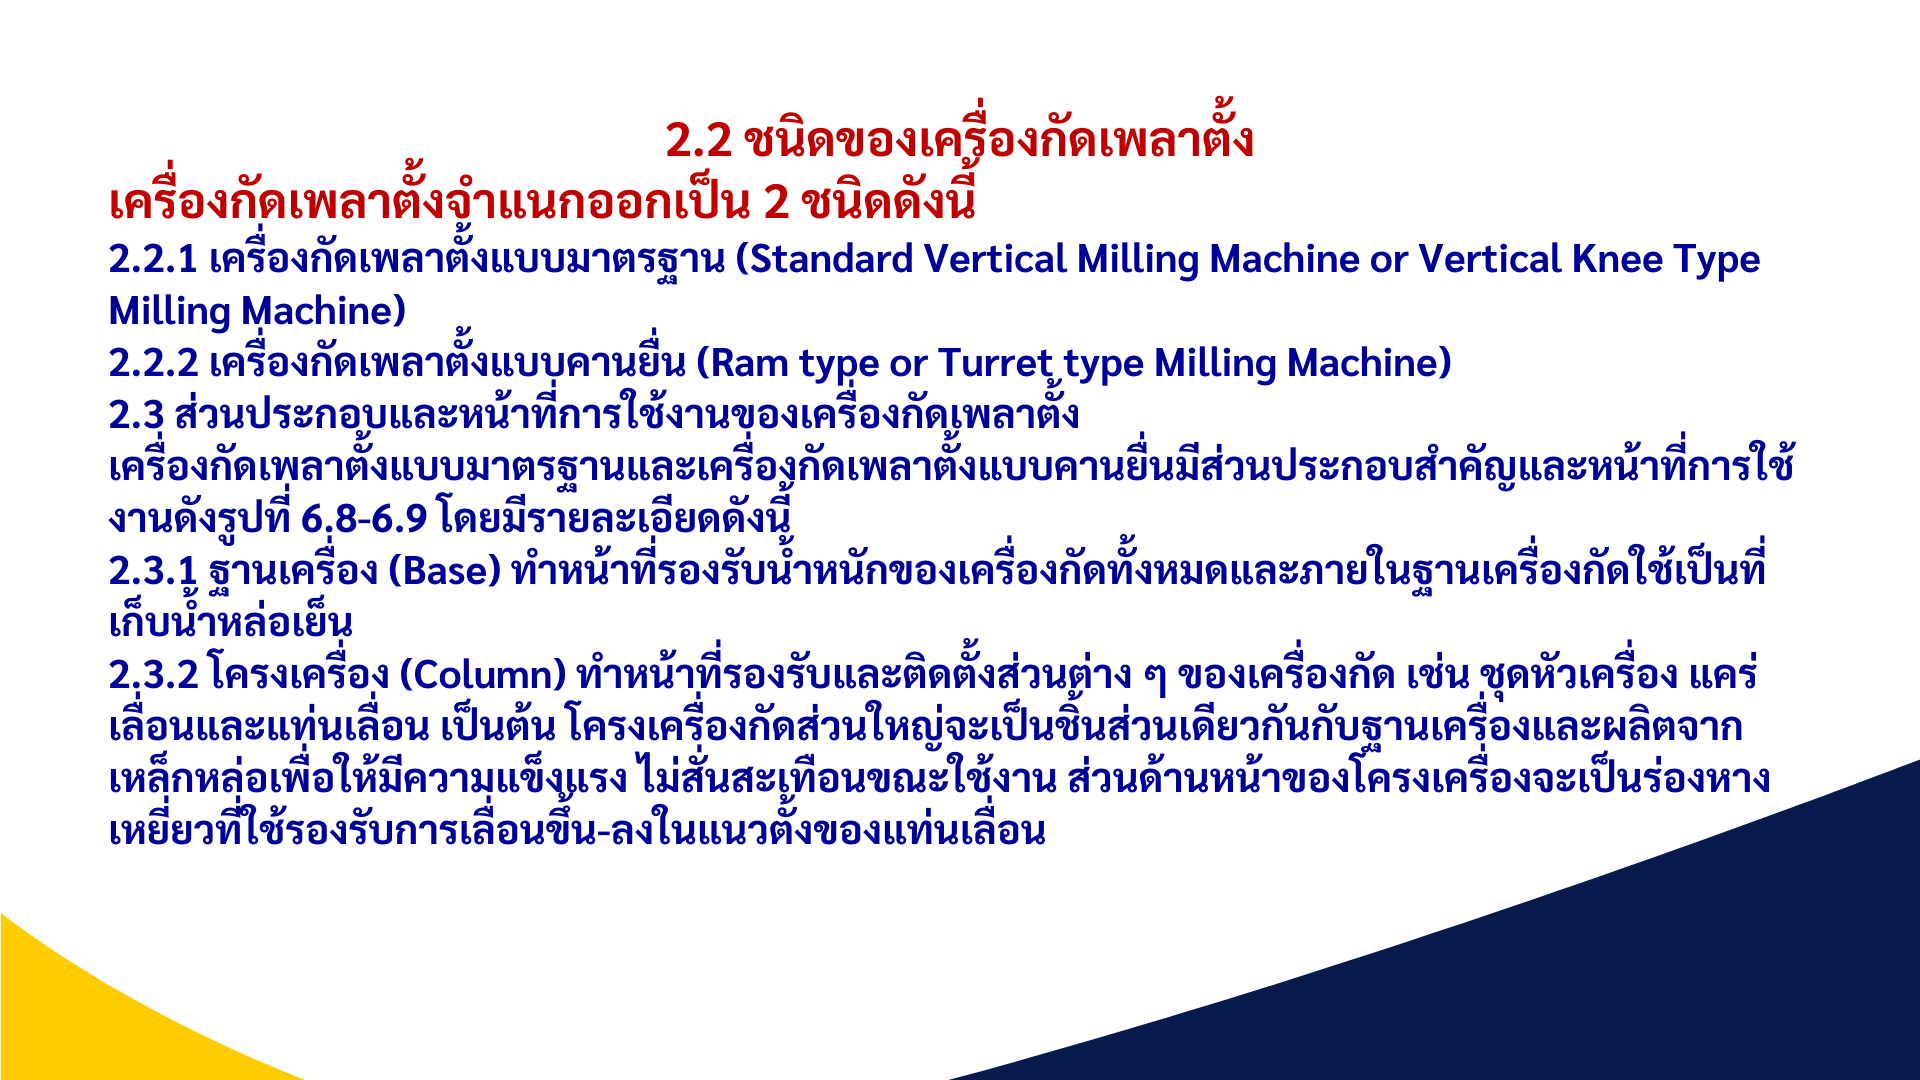 2.2 ชนิดของเครื่องกัดเพลาตั้ง
เครื่องกัดเพลาตั้งจำแนกออกเป็น 2 ชนิดดังนี้
2.2.1 เครื่องกัดเพลาตั้งแบบมาตรฐาน (Standard Vertical Milling Machine or Vertical Knee Type
Milling Machine)
2.2.2 เครื่องกัดเพลาตั้งแบบคานยื่น (Ram type or Turret type Milling Machine)
2.3 ส่วนประกอบและหน้าที่การใช้งานของเครื่องกัดเพลาตั้ง
เครื่องกัดเพลาตั้งแบบมาตรฐานและเครื่องกัดเพลาตั้งแบบคานยื่นมีส่วนประกอบสำคัญและหน้าที่การใช้
งานดังรูปที่ 6.8-6.9 โดยมีรายละเอียดดังนี้
2.3.1 ฐานเครื่อง (Base) ทำหน้าที่รองรับน้ำหนักของเครื่องกัดทั้งหมดและภายในฐานเครื่องกัดใช้เป็นที่
เก็บน้ำหล่อเย็น
2.3.2 โครงเครื่อง (Column) ทำหน้าที่รองรับและติดตั้งส่วนต่าง ๆ ของเครื่องกัด เช่น ชุดหัวเครื่อง แคร่
เลื่อนและแท่นเลื่อน เป็นต้น โครงเครื่องกัดส่วนใหญ่จะเป็นชิ้นส่วนเดียวกันกับฐานเครื่องและผลิตจาก
เหล็กหล่อเพื่อให้มีความแข็งแรง ไม่สั่นสะเทือนขณะใช้งาน ส่วนด้านหน้าของโครงเครื่องจะเป็นร่องหาง
เหยี่ยวที่ใช้รองรับการเลื่อนขึ้น-ลงในแนวตั้งของแท่นเลื่อน